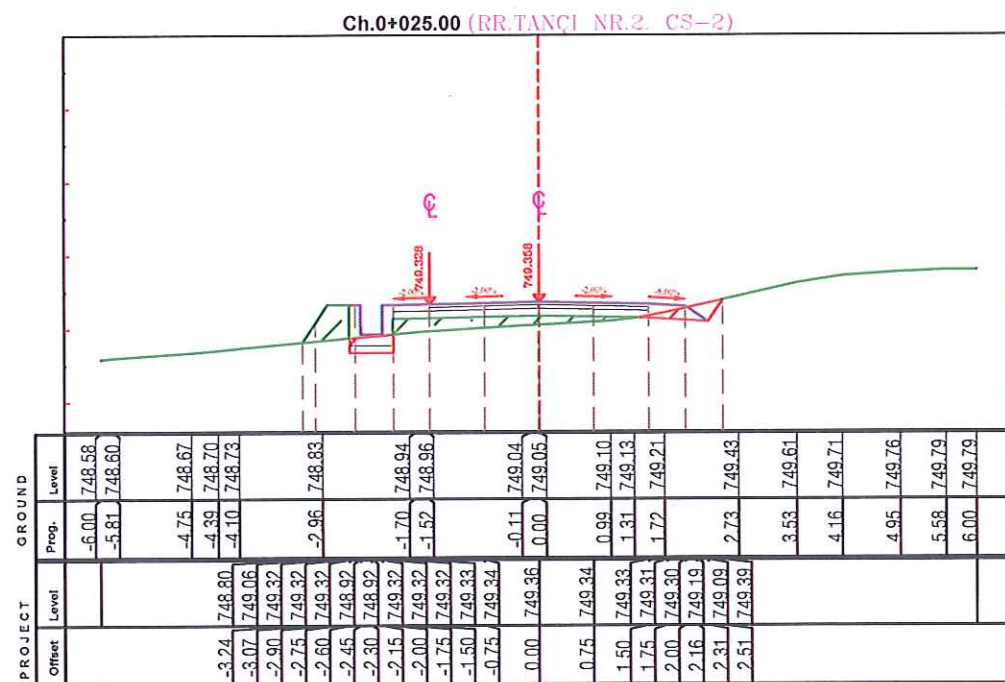 Ch.0+025.00 (RR.TANÇI NR.2. CS-2)
℄ ℄
749.328 749.358
-2.00% -2.00% -2.00% -8.00%
GROUND
Level 748.58 748.60 748.67 748.70 748.73 748.83 748.94 748.96 749.04 749.05 749.10 749.13 749.21 749.43 749.61 749.71 749.76 749.79 749.79
Prog. -6.00 -5.81 -4.75 -4.39 -4.10 -2.96 -1.70 -1.52 -0.11 0.00 0.99 1.31 1.72 2.73 3.53 4.16 4.95 5.58 6.00
PROJECT
Level 748.80 749.06 749.32 749.32 749.32 748.92 748.92 749.32 749.32 749.32 749.33 749.34 749.36 749.34 749.33 749.31 749.30 749.19 749.09 749.39
Offset -3.24 -3.07 -2.90 -2.75 -2.60 -2.45 -2.30 -2.15 -2.00 -1.75 -1.50 -0.75 0.00 0.75 1.50 1.75 2.00 2.16 2.31 2.51